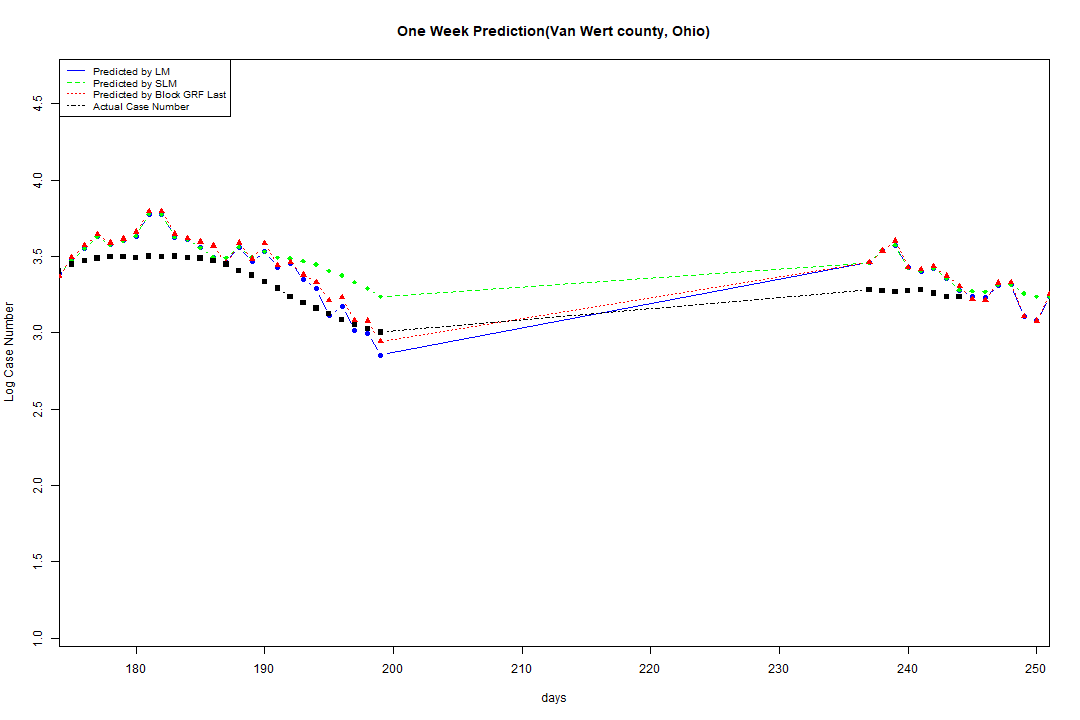 One Week Prediction(Van Wert county, Ohio)
Predicted by LM
Predicted by SLM
Predicted by Block GRF Last
Actual Case Number
Log Case Number
4.5
4.0
3.5
3.0
2.5
2.0
1.5
1.0
180 190 200 210 220 230 240 250
days